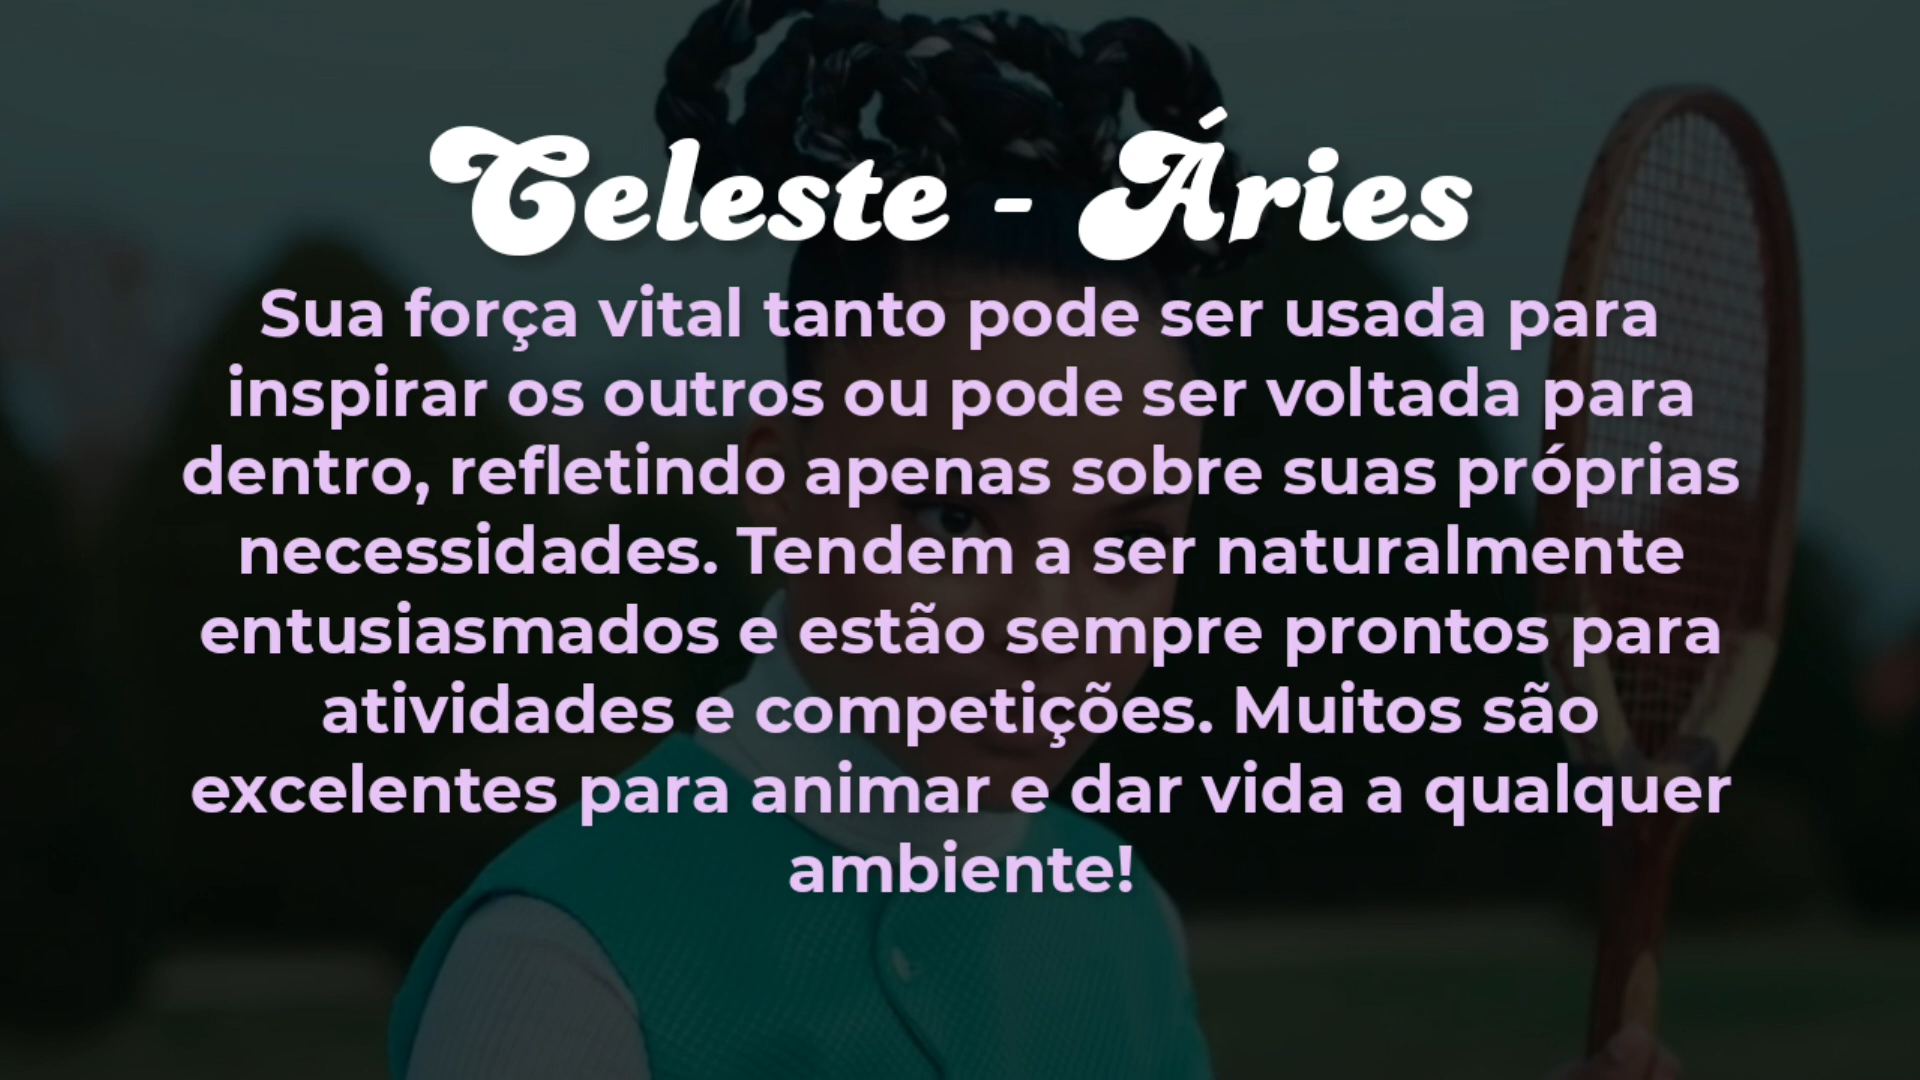 Celeste - Áries
Sua força vital tanto pode ser usada para
inspirar os outros ou pode ser voltada para
dentro, refletindo apenas sobre suas próprias
necessidades. Tendem a ser naturalmente
entusiasmados e estão sempre prontos para
atividades e competições. Muitos são
excelentes para animar e dar vida a qualquer
ambiente!